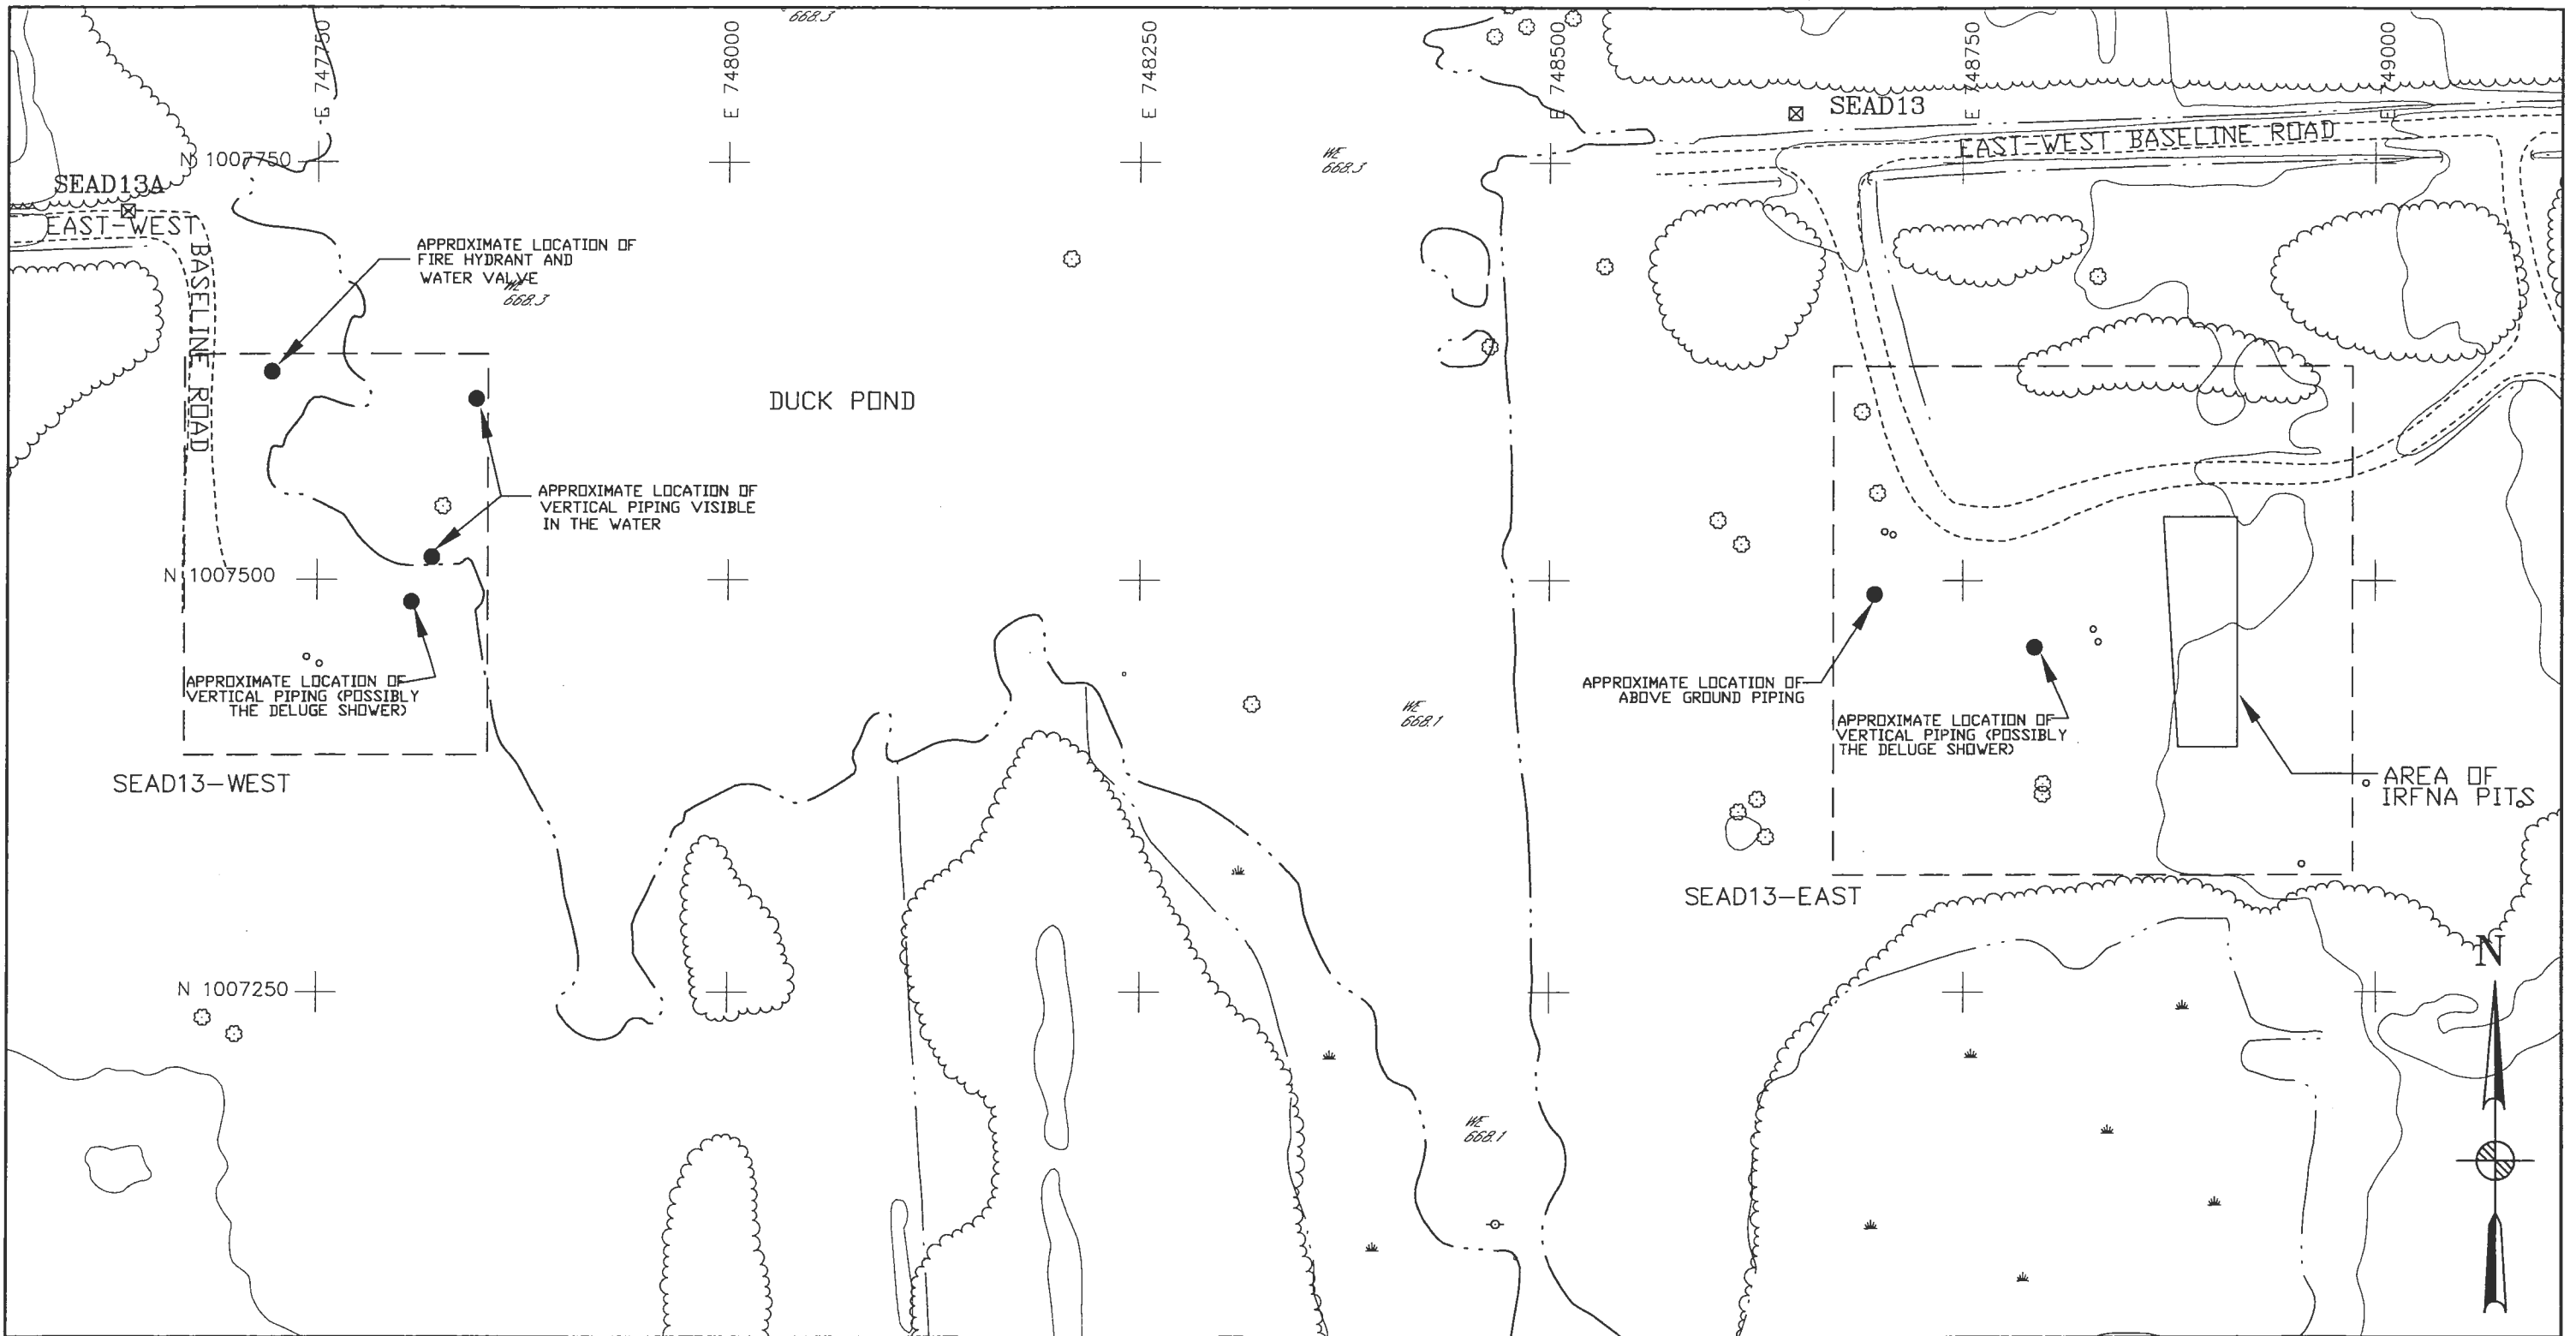 668.3
E 747750
E 748000
E 748250
E 748500
E 748750
E 749000
SEAD13
EAST-WEST BASELINE ROAD
N 1007750
WE
668.3
SEAD13A
EAST-WEST
BASELINE ROAD
APPROXIMATE LOCATION OF
FIRE HYDRANT AND
WATER VALVE
WE
668.3
DUCK POND
APPROXIMATE LOCATION OF
VERTICAL PIPING VISIBLE
IN THE WATER
N 1007500
APPROXIMATE LOCATION OF
VERTICAL PIPING (POSSIBLY
THE DELUGE SHOWER)
SEAD13-WEST
WE
668.1
APPROXIMATE LOCATION OF
ABOVE GROUND PIPING
APPROXIMATE LOCATION OF
VERTICAL PIPING (POSSIBLY
THE DELUGE SHOWER)
AREA OF
IRFNA PITS
SEAD13-EAST
N
N 1007250
WE
668.1